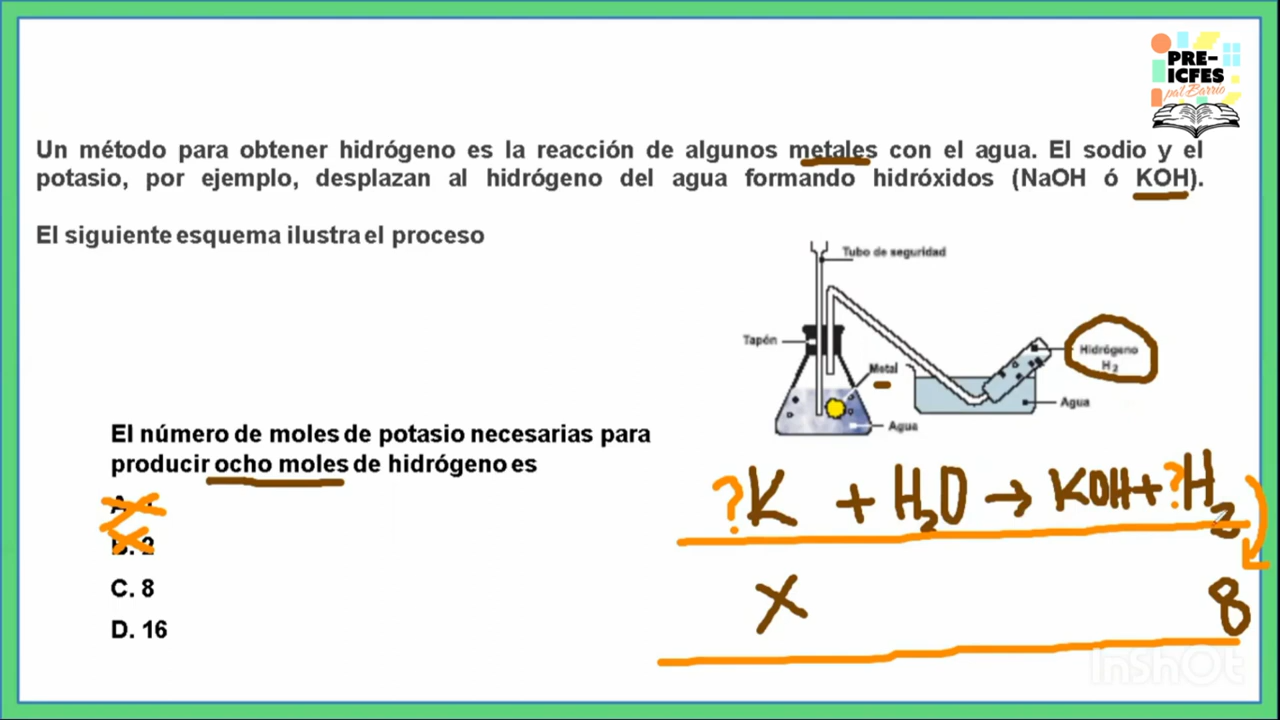 PRE-
ICFES
pa'l Barrio
Un método para obtener hidrógeno es la reacción de algunos metales con el agua. El sodio y el
potasio, por ejemplo, desplazan al hidrógeno del agua formando hidróxidos (NaOH ó KOH).
El siguiente esquema ilustra el proceso
Tubo de seguridad
Tapón
Metal
Hidrógeno
H2
Agua
Agua
El número de moles de potasio necesarias para
producir ocho moles de hidrógeno es
B. 2
C. 8
D. 16
?K + H2O → KOH + ?H2
X 8
InshOt